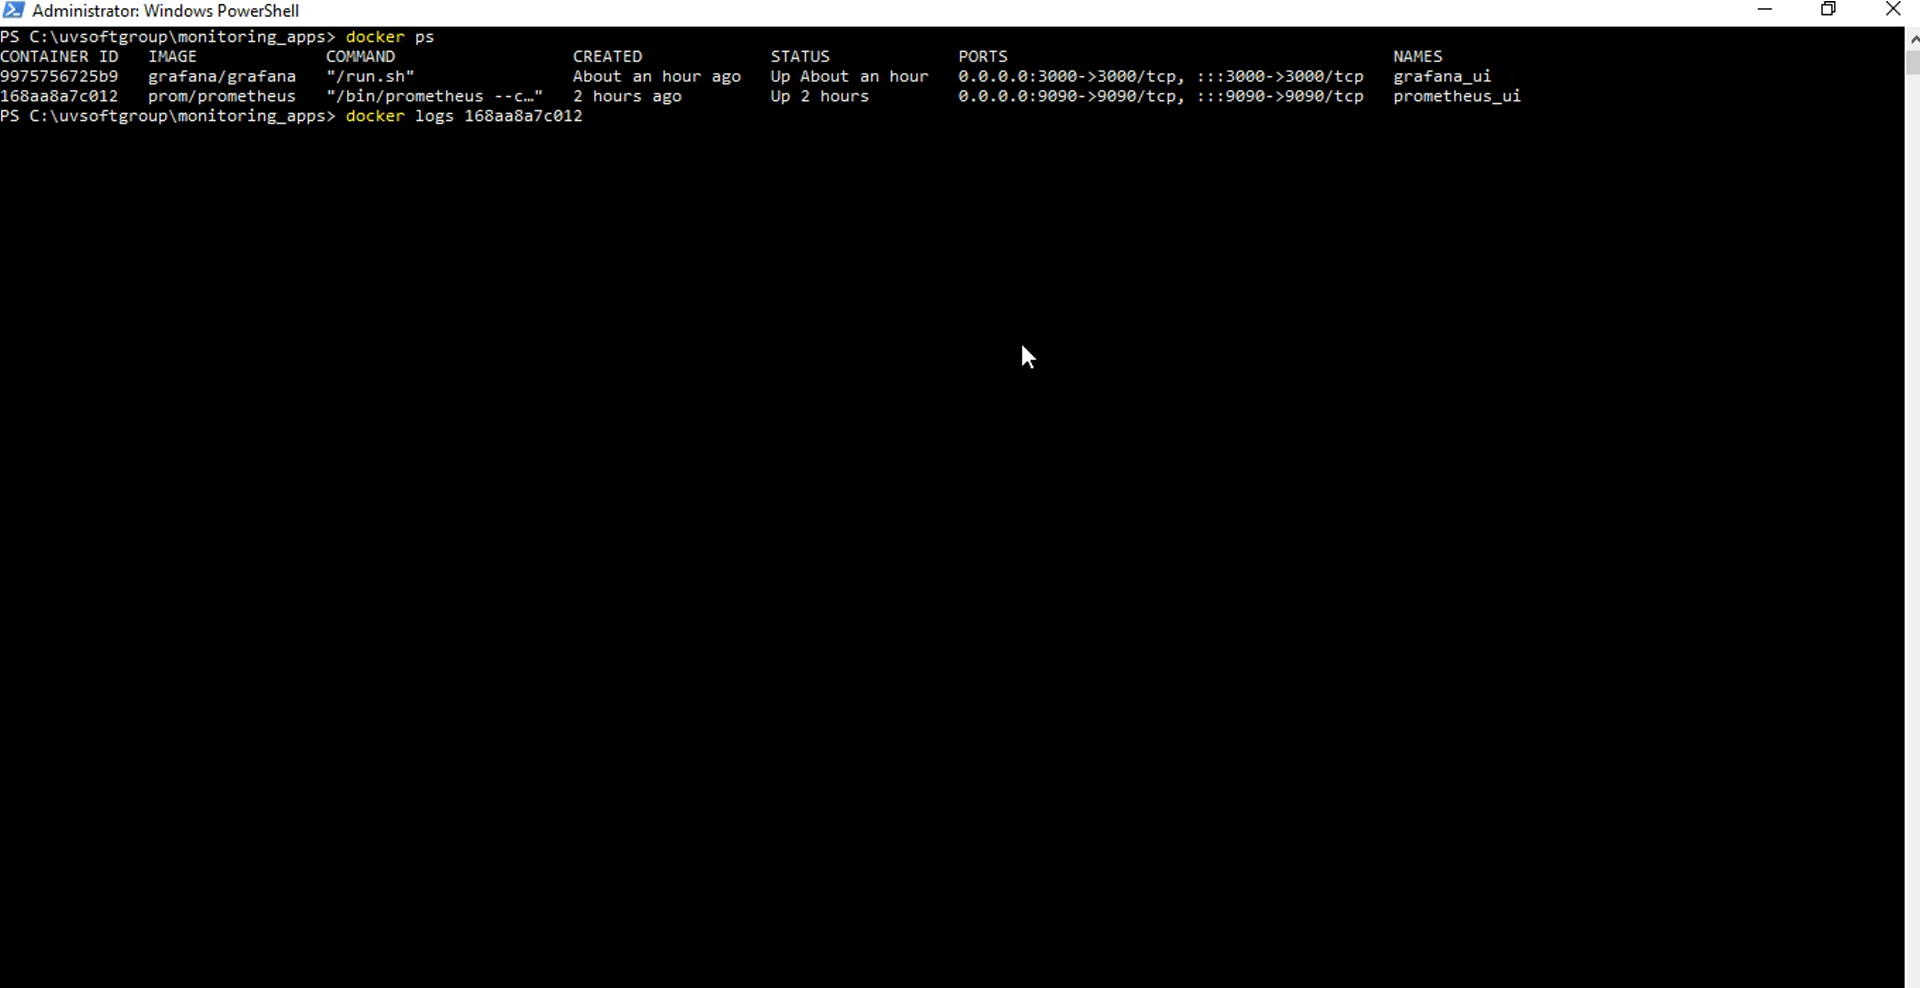 Administrator: Windows PowerShell
PS C:\uvsoftgroup\monitoring_apps> docker ps
CONTAINER ID   IMAGE             COMMAND                  CREATED             STATUS             PORTS                                       NAMES
9975756725b9   grafana/grafana   "/run.sh"                About an hour ago   Up About an hour   0.0.0.0:3000->3000/tcp, :::3000->3000/tcp   grafana_ui
168aa8a7c012   prom/prometheus   "/bin/prometheus --c…"   2 hours ago         Up 2 hours         0.0.0.0:9090->9090/tcp, :::9090->9090/tcp   prometheus_ui
PS C:\uvsoftgroup\monitoring_apps> docker logs 168aa8a7c012